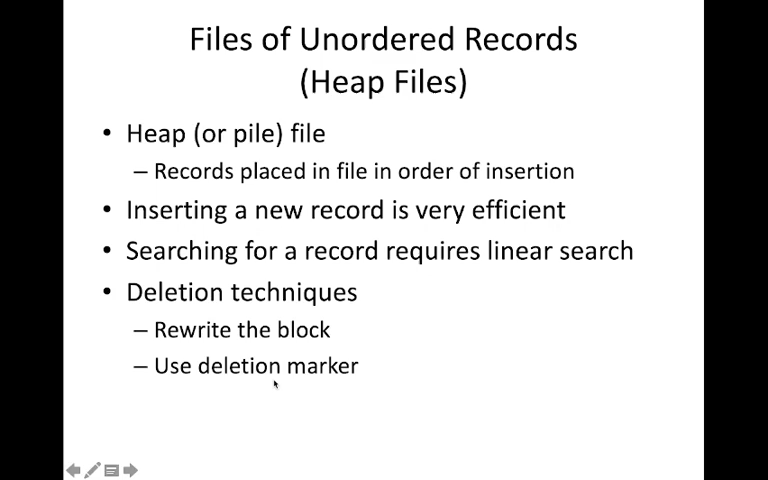 Files of Unordered Records
(Heap Files)
• Heap (or pile) file
– Records placed in file in order of insertion
• Inserting a new record is very efficient
• Searching for a record requires linear search
• Deletion techniques
– Rewrite the block
– Use deletion marker